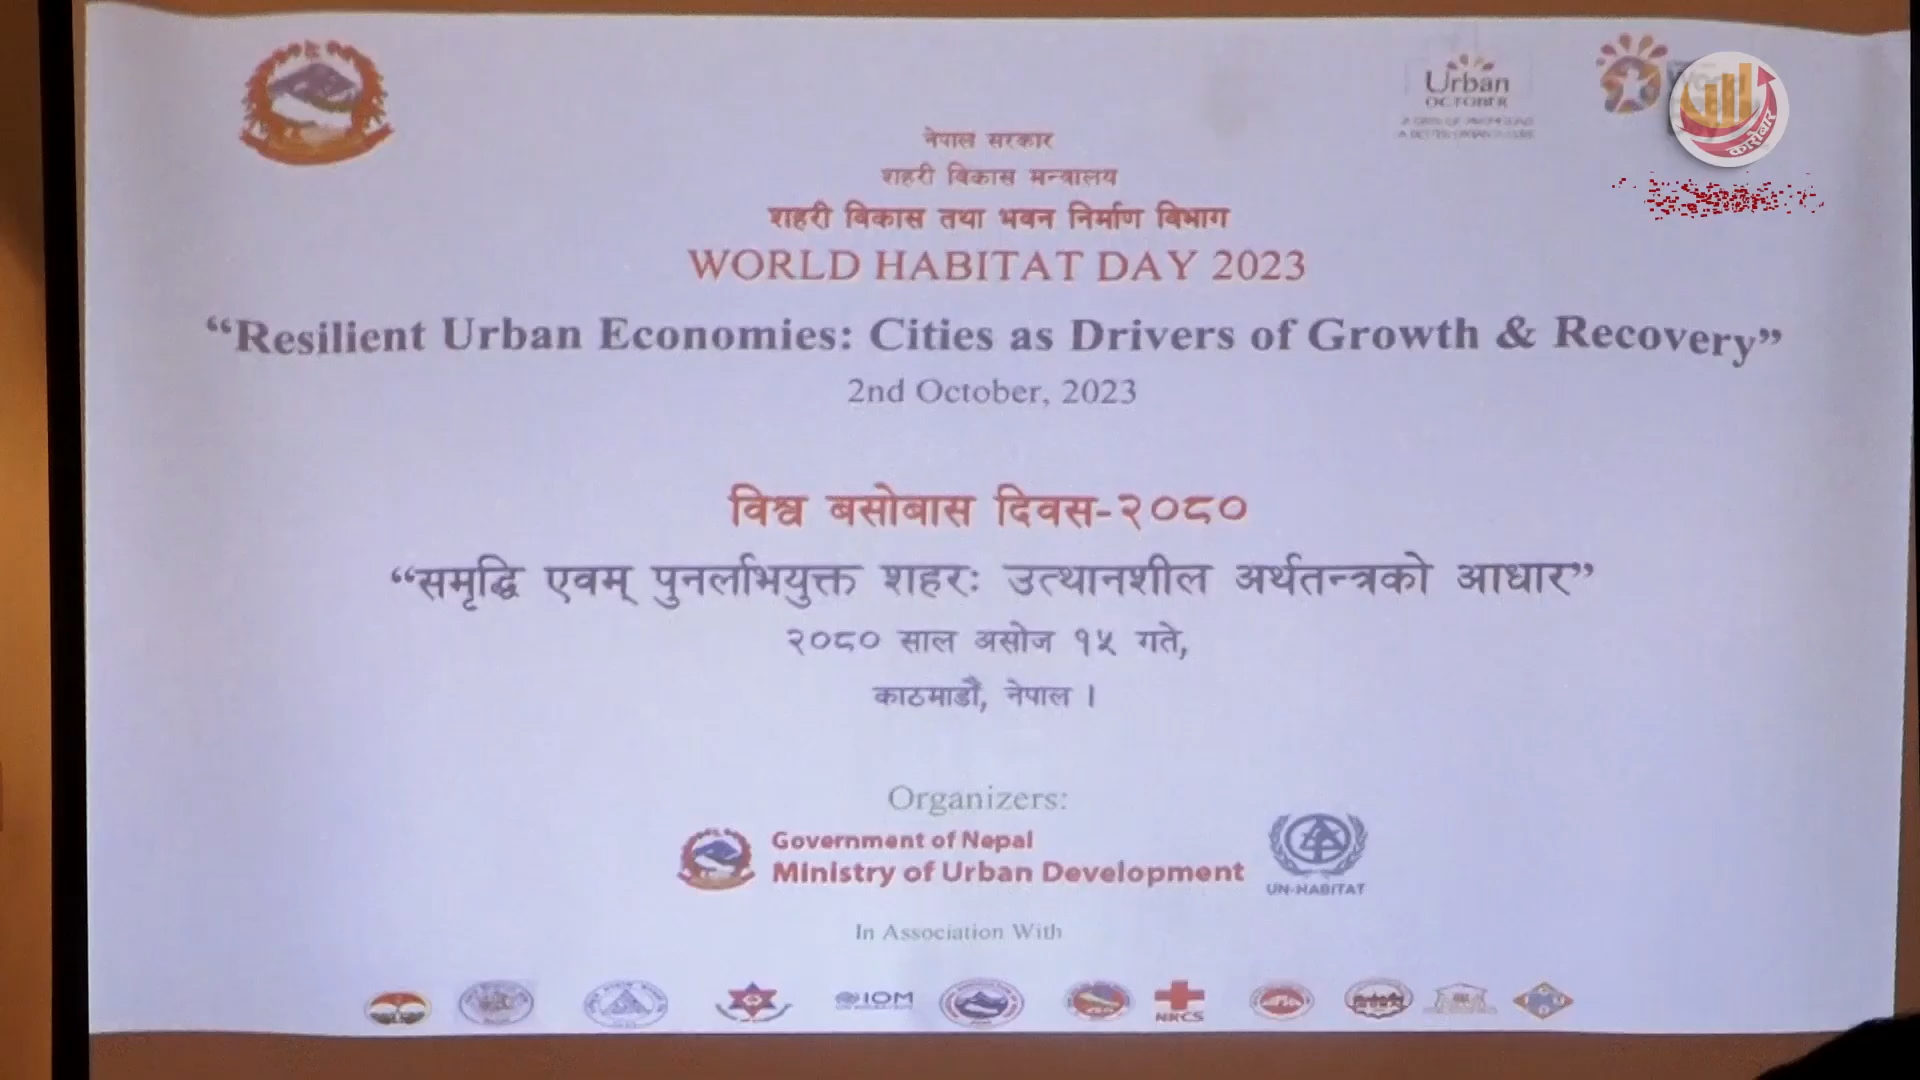 Urban
OCTOBER
कारोबार
नेपाल सरकार
शहरी विकास मन्त्रालय
शहरी विकास तथा भवन निर्माण विभाग
WORLD HABITAT DAY 2023
“Resilient Urban Economies: Cities as Drivers of Growth & Recovery”
2nd October, 2023
विश्व बसोबास दिवस-२०८०
“समृद्धि एवम् पुनर्लाभयुक्त शहरः उत्थानशील अर्थतन्त्रको आधार”
२०८० साल असोज १५ गते,
काठमाडौं, नेपाल ।
Organizers:
Government of Nepal
Ministry of Urban Development
UN-HABITAT
In Association With
IOM
NRCS